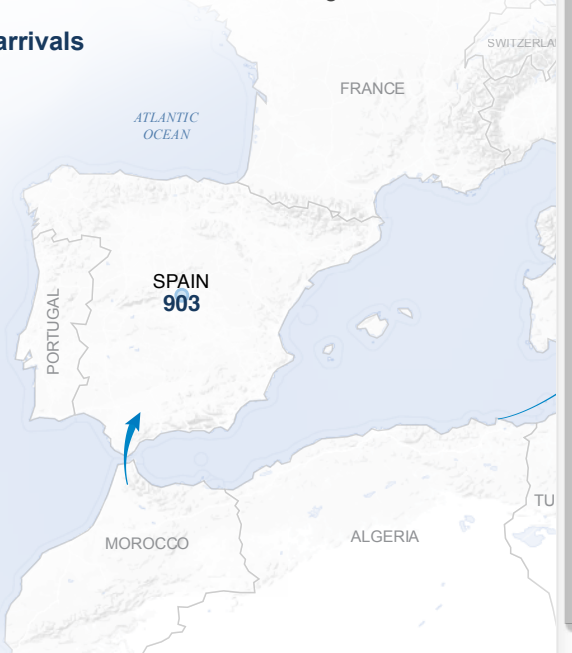 arrivals
SWITZERLA
FRANCE
ATLANTIC
OCEAN
SPAIN
903
PORTUGAL
TU
ALGERIA
MOROCCO